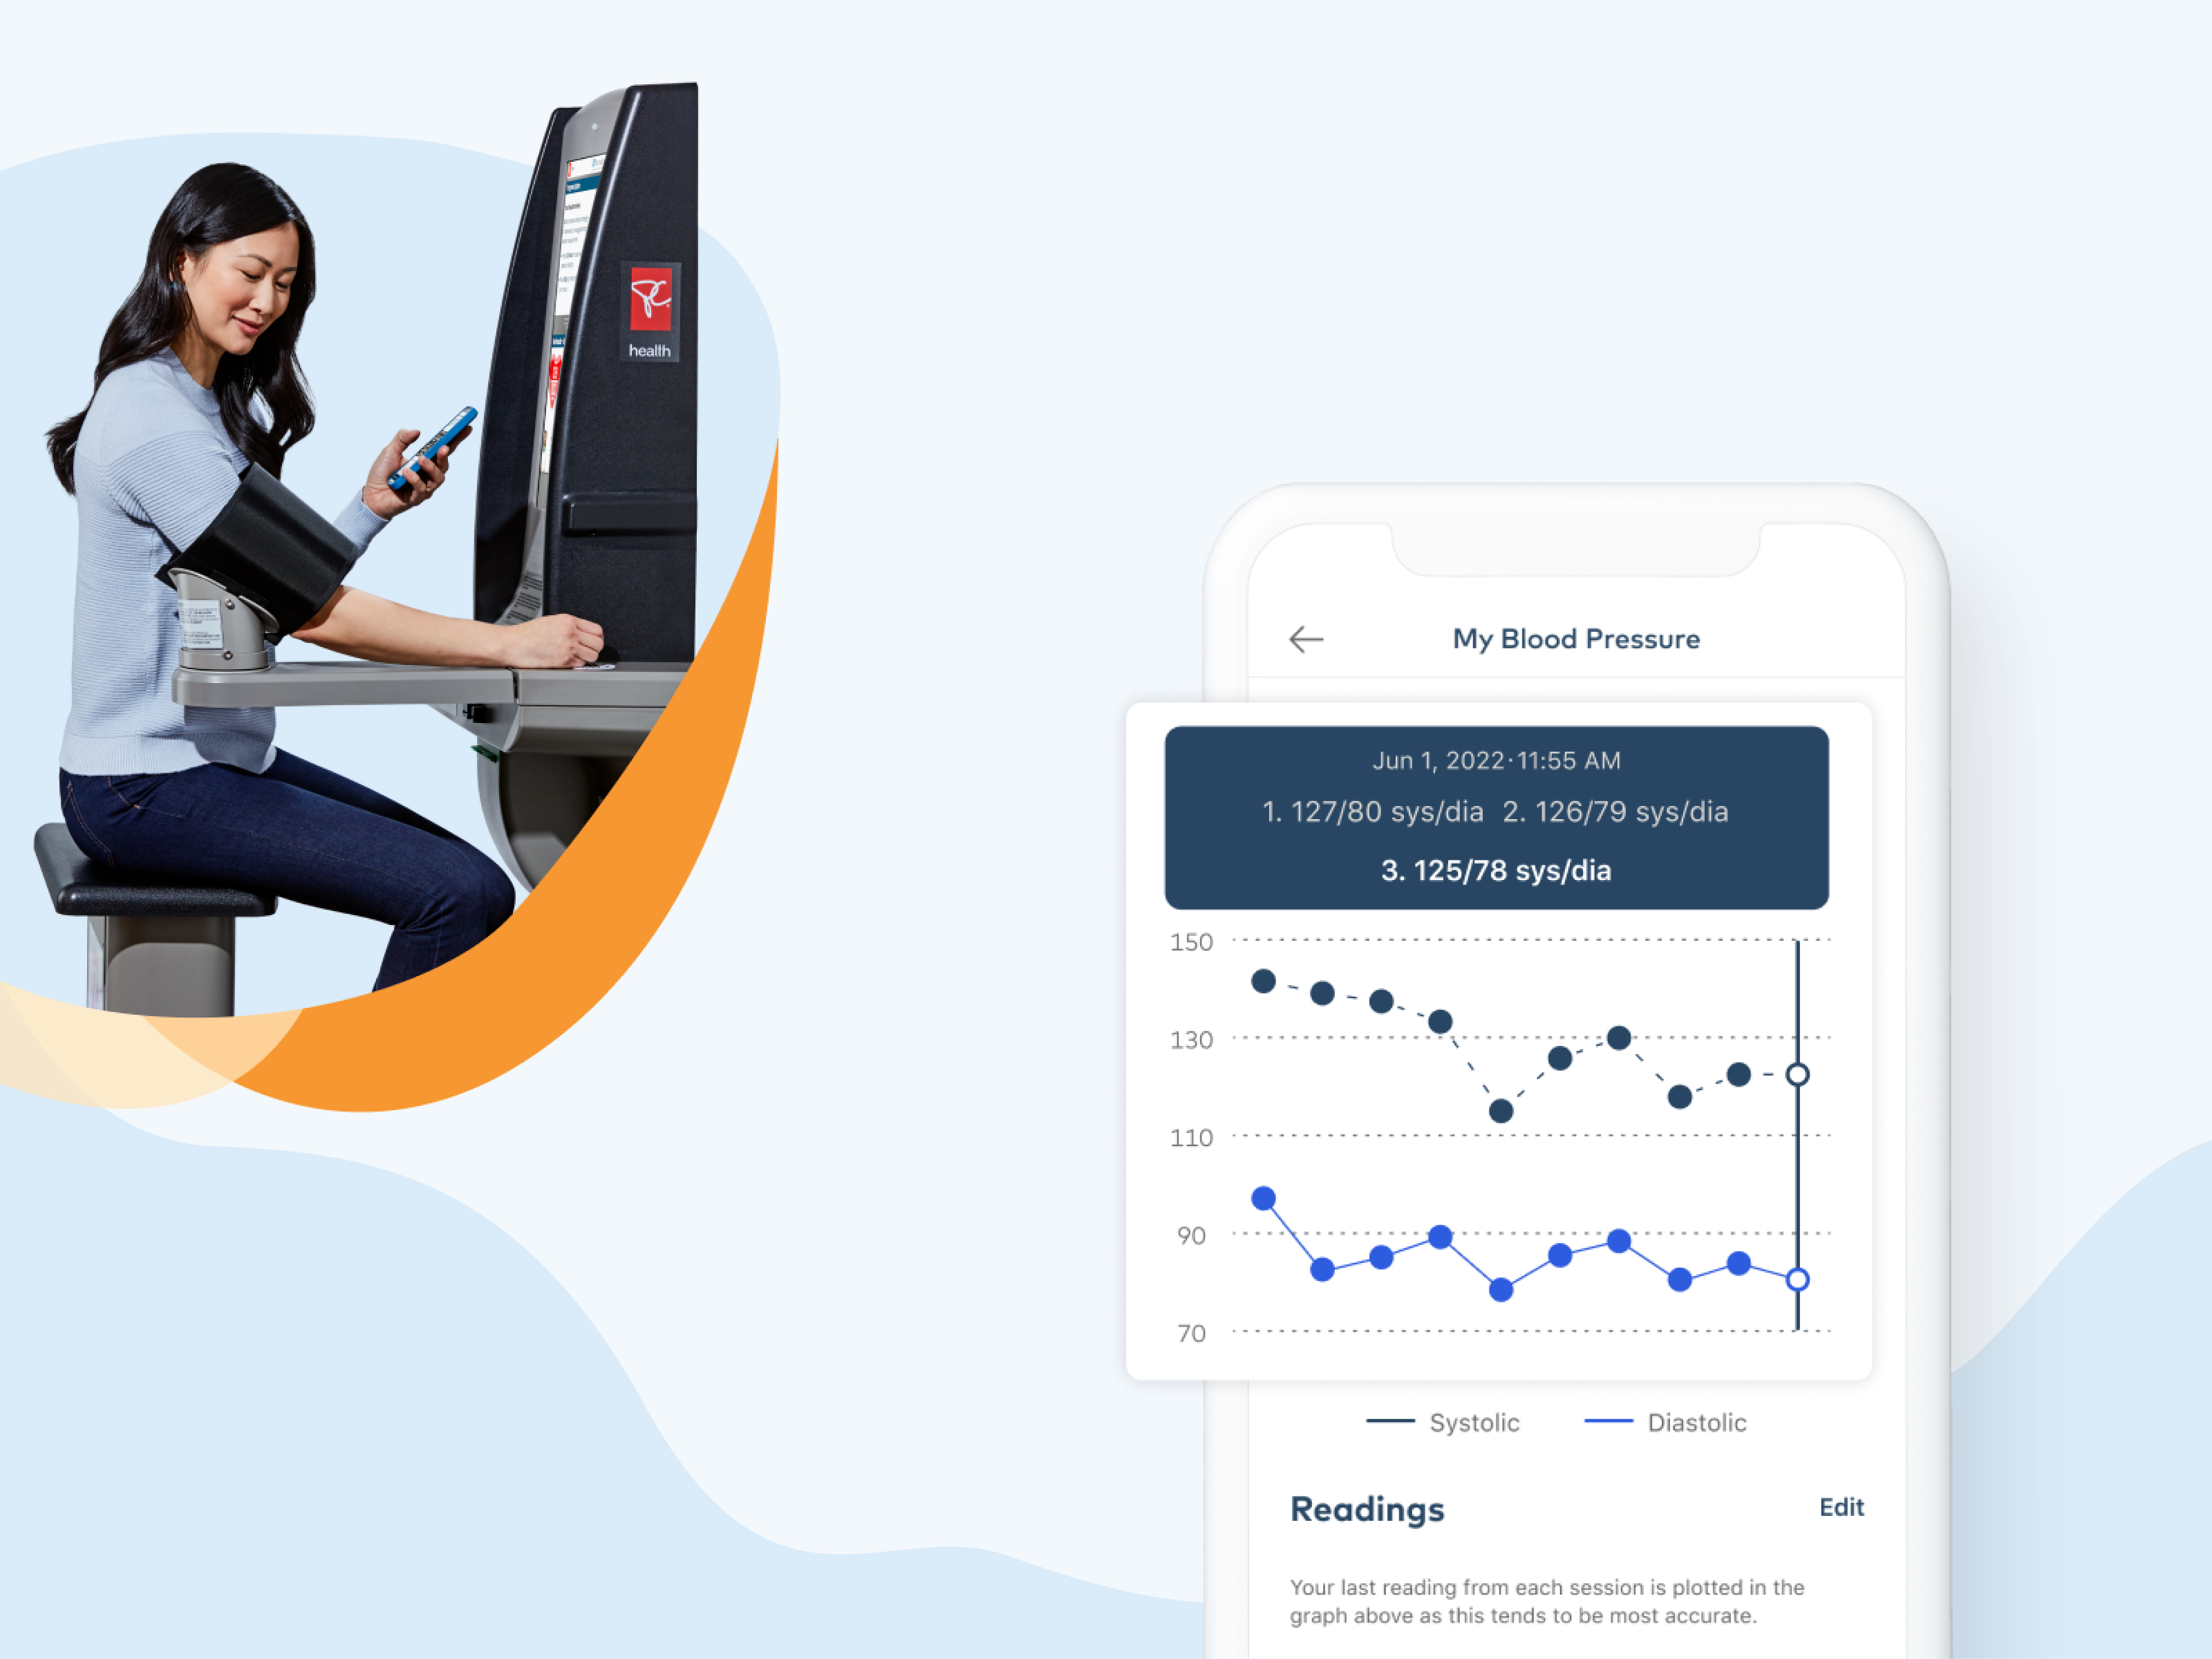 health
My Blood Pressure
Jun 1, 2022·11:55 AM
1. 127/80 sys/dia 2. 126/79 sys/dia
3. 125/78 sys/dia
150
130
110
90
70
Systolic Diastolic
Readings Edit
Your last reading from each session is plotted in the
graph above as this tends to be most accurate.